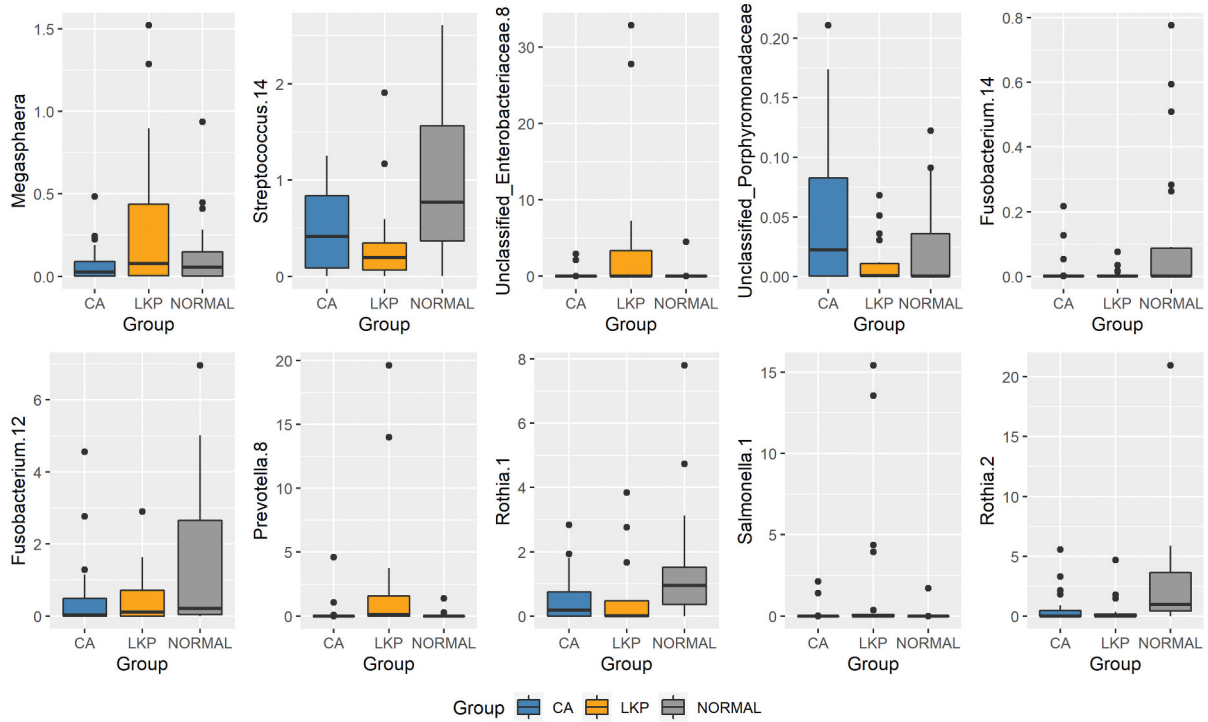 Megasphaera
1.5
1.0
0.5
0.0
CA LKP NORMAL
Group
Streptococcus.14
2
1
0
CA LKP NORMAL
Group
Unclassified_Enterobacteriaceae.8
30
20
10
0
CA LKP NORMAL
Group
Unclassified_Porphyromonadaceae
0.20
0.15
0.10
0.05
0.00
CA LKP NORMAL
Group
Fusobacterium.14
0.8
0.6
0.4
0.2
0.0
CA LKP NORMAL
Group
Fusobacterium.12
6
4
2
0
CA LKP NORMAL
Group
Prevotella.8
20
15
10
5
0
CA LKP NORMAL
Group
Rothia.1
8
6
4
2
0
CA LKP NORMAL
Group
Salmonella.1
15
10
5
0
CA LKP NORMAL
Group
Rothia.2
20
15
10
5
0
CA LKP NORMAL
Group
Group CA LKP NORMAL